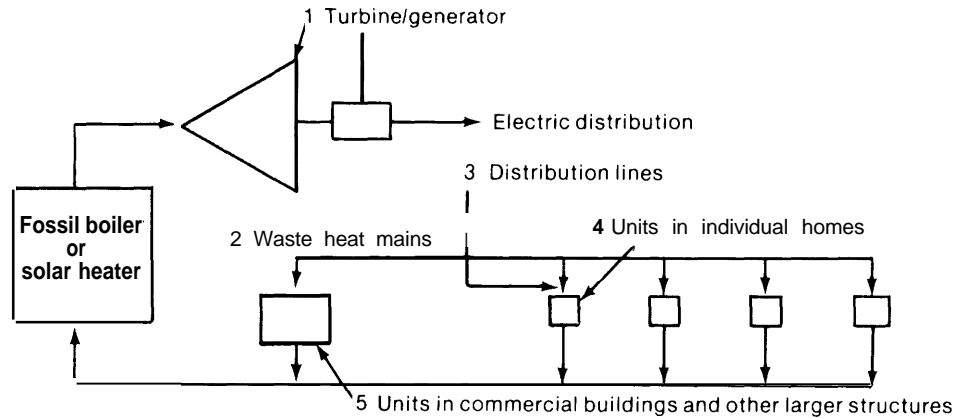 1 Turbine/generator
Electric distribution
3 Distribution lines
Fossil boiler
or
solar heater
2 Waste heat mains
4 Units in individual homes
5 Units in commercial buildings and other larger structures